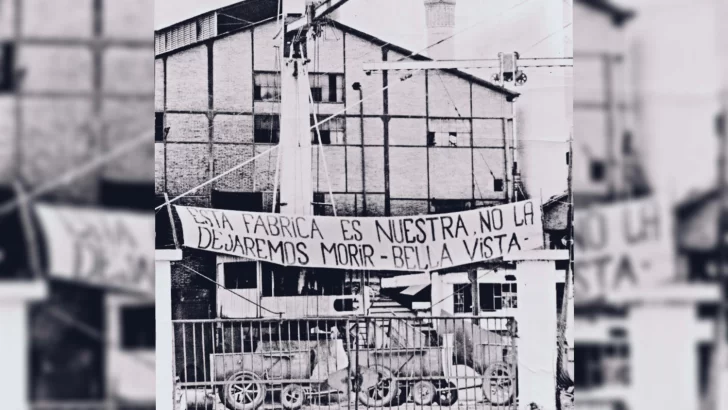 ESTA FABRICA ES NUESTRA. NO LA
DEJAREMOS MORIR - BELLA VISTA -